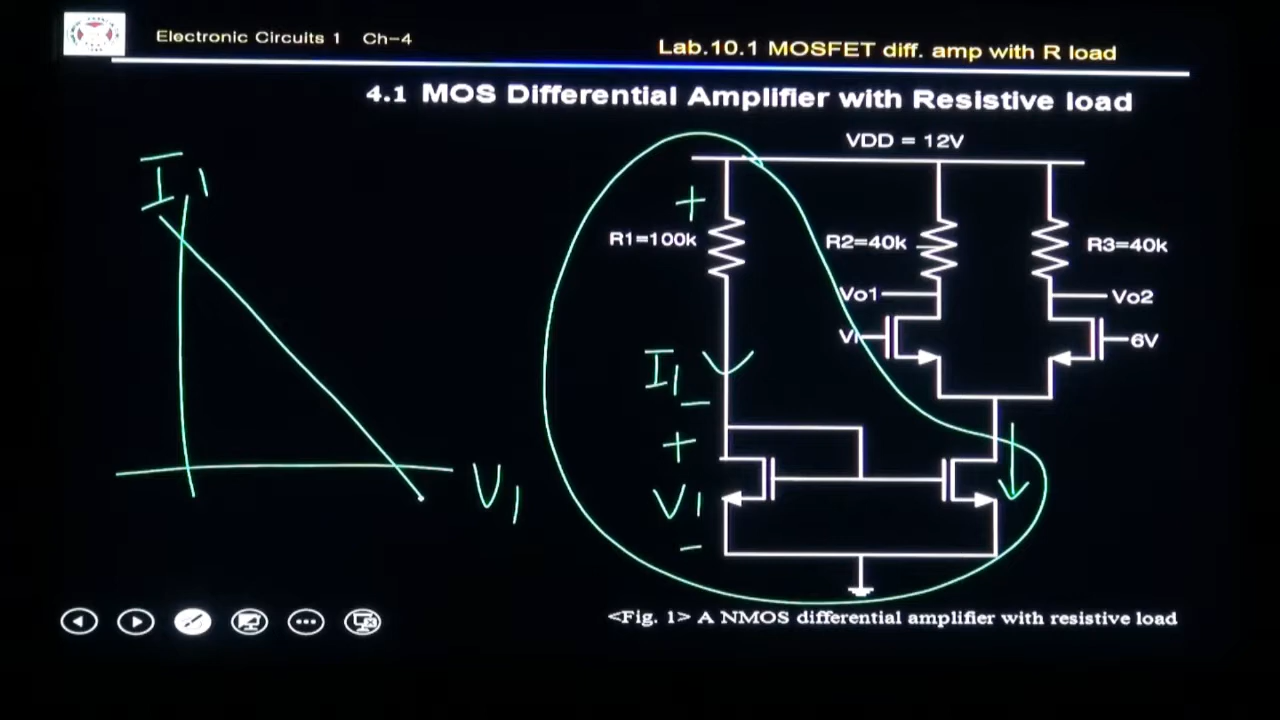 Electronic Circuits 1 Ch-4
Lab.10.1 MOSFET diff. amp with R load
4.1 MOS Differential Amplifier with Resistive load
VDD = 12V
I1
+
R1=100k
R2=40k
R3=40k
Vo1
Vo2
Vi
6V
I1
−
+
V1
V1
−
<Fig. 1> A NMOS differential amplifier with resistive load